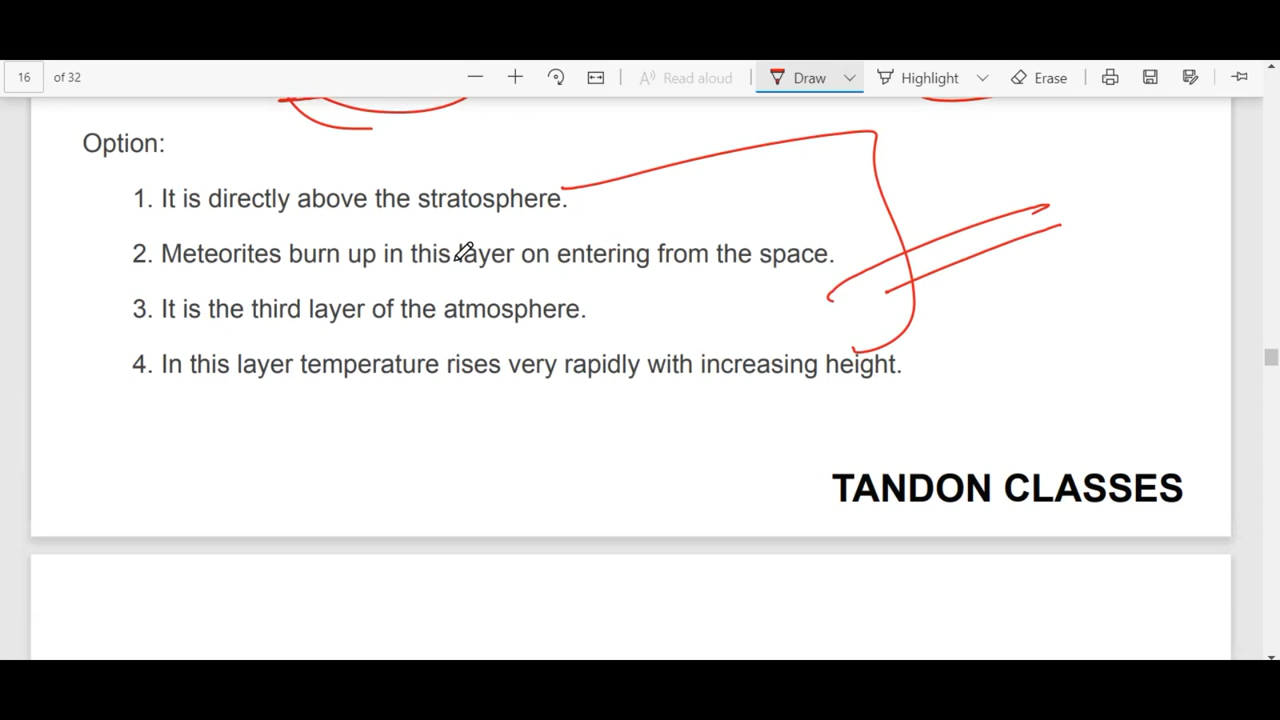 16 of 32 Read aloud Draw Highlight Erase
Option:
1. It is directly above the stratosphere.
2. Meteorites burn up in this layer on entering from the space.
3. It is the third layer of the atmosphere.
4. In this layer temperature rises very rapidly with increasing height.
TANDON CLASSES